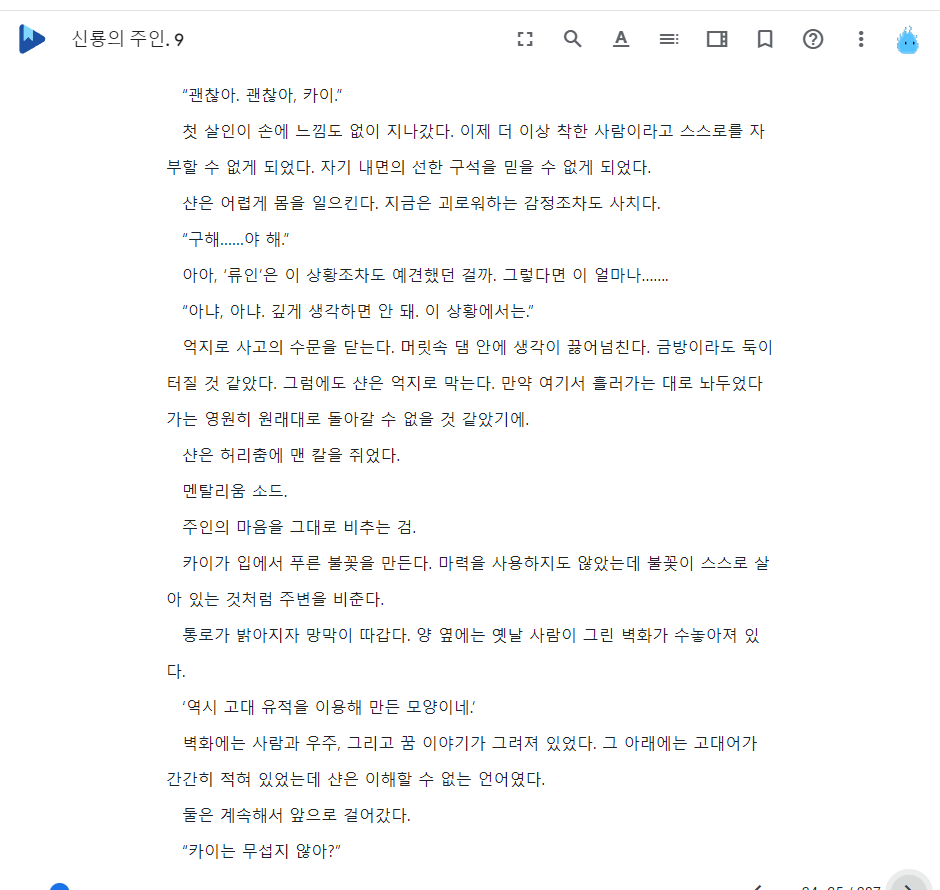 신룡의 주인. 9
“괜찮아. 괜찮아, 카이.”
첫 살인이 손에 느낌도 없이 지나갔다. 이제 더 이상 착한 사람이라고 스스로를 자
부할 수 없게 되었다. 자기 내면의 선한 구석을 믿을 수 없게 되었다.
샨은 어렵게 몸을 일으킨다. 지금은 괴로워하는 감정조차도 사치다.
“구해......야 해.”
아아, ‘류인’은 이 상황조차도 예견했던 걸까. 그렇다면 이 얼마나.......
“아냐, 아냐. 깊게 생각하면 안 돼. 이 상황에서는.”
억지로 사고의 수문을 닫는다. 머릿속 댐 안에 생각이 끓어넘친다. 금방이라도 둑이
터질 것 같았다. 그럼에도 샨은 억지로 막는다. 만약 여기서 흘러가는 대로 놔두었다
가는 영원히 원래대로 돌아갈 수 없을 것 같았기에.
샨은 허리춤에 맨 칼을 쥐었다.
멘탈리움 소드.
주인의 마음을 그대로 비추는 검.
카이가 입에서 푸른 불꽃을 만든다. 마력을 사용하지도 않았는데 불꽃이 스스로 살
아 있는 것처럼 주변을 비춘다.
통로가 밝아지자 망막이 따갑다. 양 옆에는 옛날 사람이 그린 벽화가 수놓아져 있
다.
‘역시 고대 유적을 이용해 만든 모양이네.’
벽화에는 사람과 우주, 그리고 꿈 이야기가 그려져 있었다. 그 아래에는 고대어가
간간히 적혀 있었는데 샨은 이해할 수 없는 언어였다.
둘은 계속해서 앞으로 걸어갔다.
“카이는 무섭지 않아?”